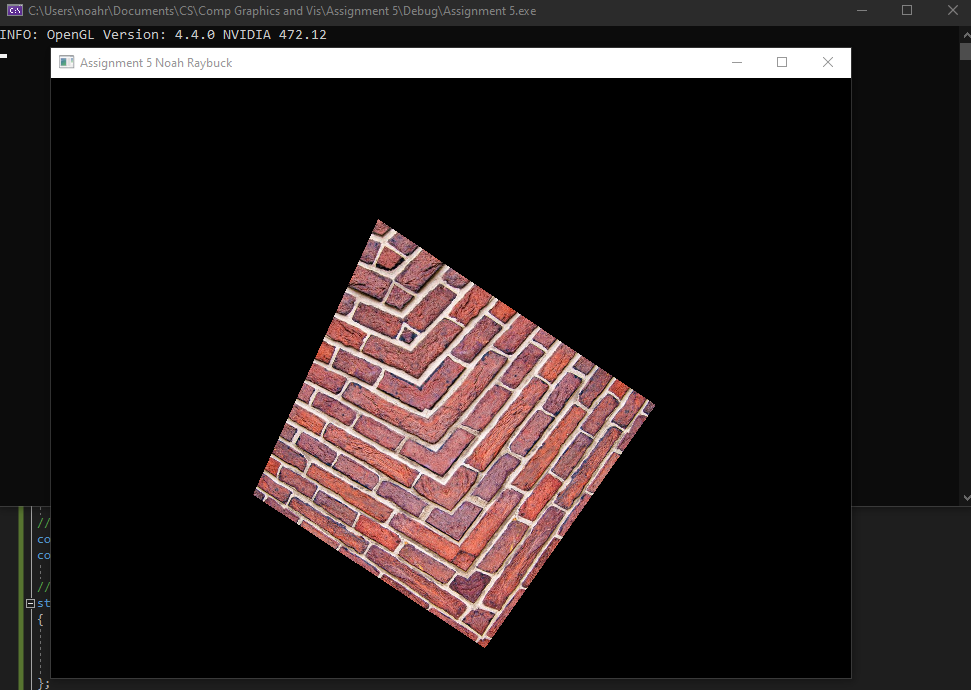 C:\Users\noahr\Documents\CS\Comp Graphics and Vis\Assignment 5\Debug\Assignment 5.exe
INFO: OpenGL Version: 4.4.0 NVIDIA 472.12
Assignment 5 Noah Raybuck
//
co
co
//
st
{
};